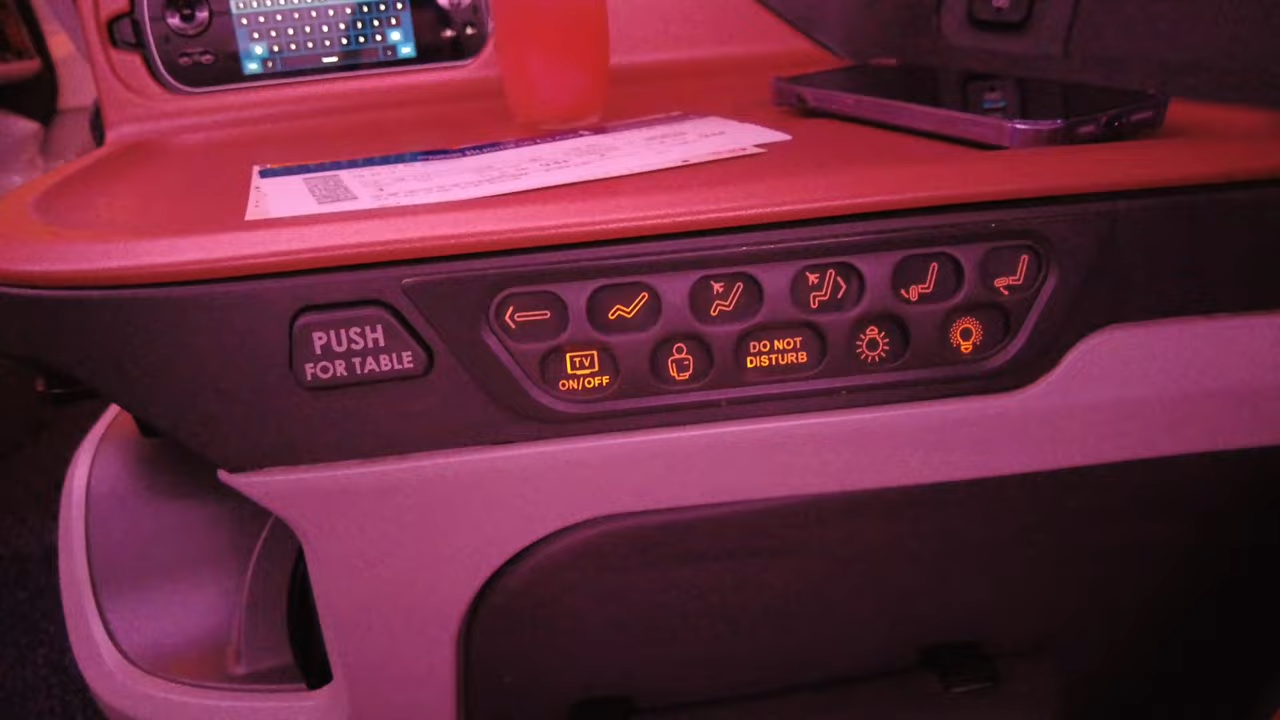 PUSH
FOR TABLE
TV
ON/OFF
DO NOT
DISTURB